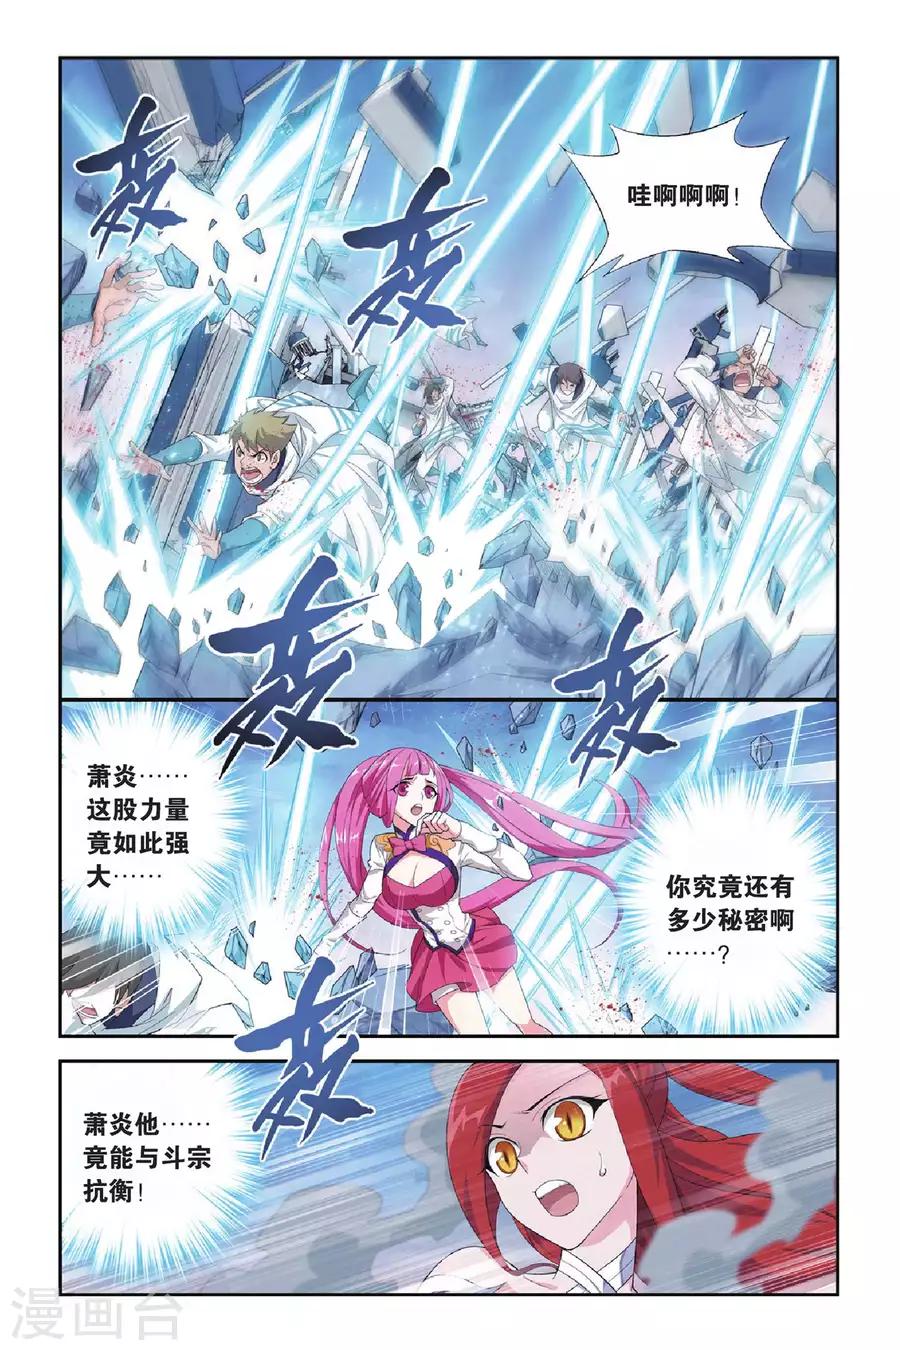 轰
轰
哇啊啊啊！
轰
轰
萧炎……
这股力量
竟如此强
大……
你究竟还有
多少秘密啊
……？
轰
萧炎他……
竟能与斗宗
抗衡！
漫画台